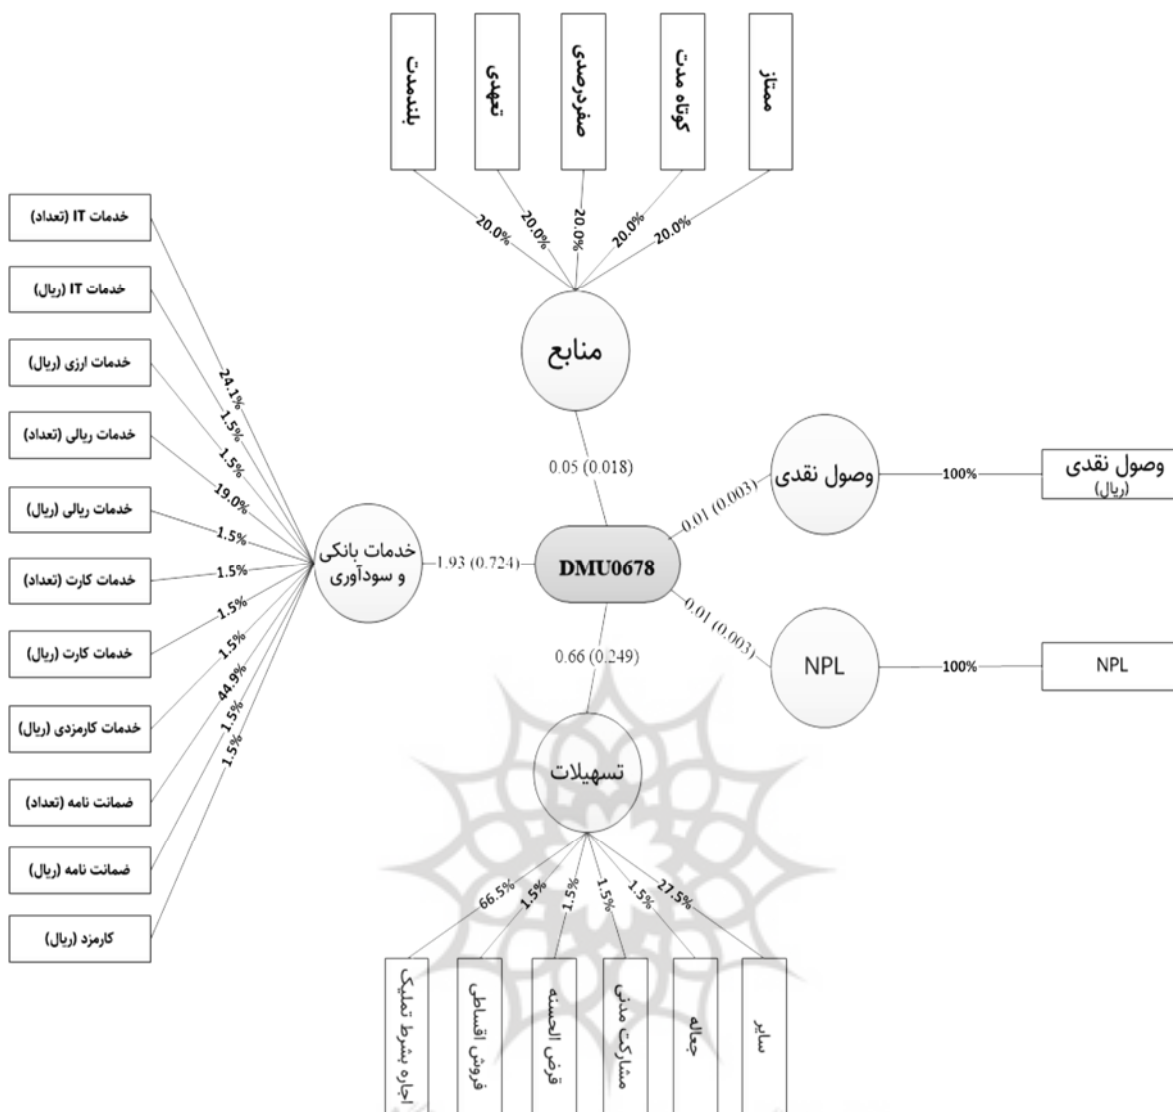 ممتاز
کوتاه مدت
صفردرصدی
تعهدی
بلندمدت
20.0%
20.0%
20.0%
20.0%
20.0%
منابع
0.05 (0.018)
خدمات IT (تعداد)
خدمات IT (ریال)
خدمات ارزی (ریال)
خدمات ریالی (تعداد)
خدمات ریالی (ریال)
خدمات کارت (تعداد)
خدمات کارت (ریال)
خدمات کارمزدی (ریال)
ضمانت نامه (تعداد)
ضمانت نامه (ریال)
کارمزد (ریال)
24.1%
1.5%
1.5%
19.0%
1.5%
1.5%
1.5%
1.5%
44.9%
1.5%
1.5%
خدمات بانکی
و سودآوری
1.93 (0.724)
DMU0678
0.01 (0.003)
وصول نقدی
100%
وصول نقدی
(ریال)
0.01 (0.003)
NPL
100%
NPL
0.66 (0.249)
تسهیلات
66.5%
1.5%
1.5%
1.5%
1.5%
27.5%
سایر
جعاله
مشارکت مدنی
قرض الحسنه
فروش اقساطی
اجاره بشرط تملیک